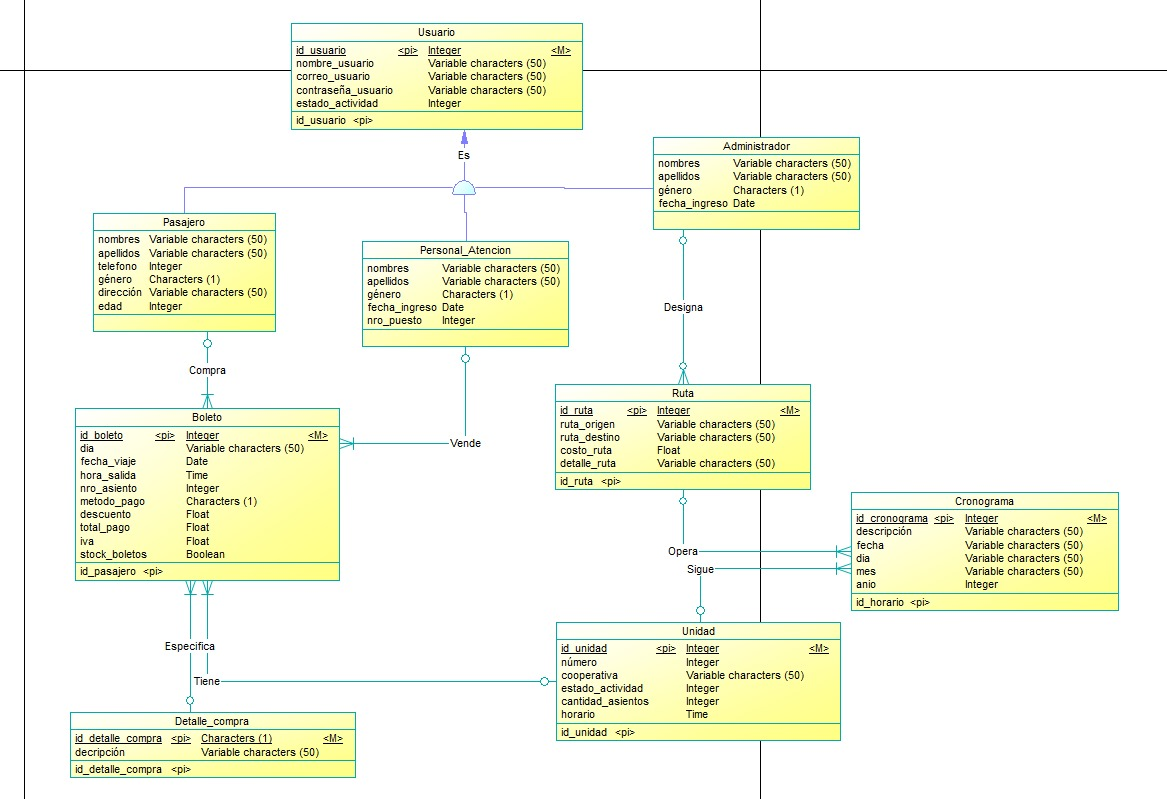 Usuario
id_usuario <pi> Integer <M>
nombre_usuario Variable characters (50)
correo_usuario Variable characters (50)
contraseña_usuario Variable characters (50)
estado_actividad Integer
id_usuario <pi>
Es
Administrador
nombres Variable characters (50)
apellidos Variable characters (50)
género Characters (1)
fecha_ingreso Date
Pasajero
nombres Variable characters (50)
apellidos Variable characters (50)
telefono Integer
género Characters (1)
dirección Variable characters (50)
edad Integer
Personal_Atencion
nombres Variable characters (50)
apellidos Variable characters (50)
género Characters (1)
fecha_ingreso Date
nro_puesto Integer
Designa
Compra
Vende
Boleto
id_boleto <pi> Integer <M>
dia Variable characters (50)
fecha_viaje Date
hora_salida Time
nro_asiento Integer
metodo_pago Characters (1)
descuento Float
total_pago Float
iva Float
stock_boletos Boolean
id_pasajero <pi>
Ruta
id_ruta <pi> Integer <M>
ruta_origen Variable characters (50)
ruta_destino Variable characters (50)
costo_ruta Float
detalle_ruta Variable characters (50)
id_ruta <pi>
Cronograma
id_cronograma <pi> Integer <M>
descripción Variable characters (50)
fecha Variable characters (50)
dia Variable characters (50)
mes Variable characters (50)
anio Integer
id_horario <pi>
Opera
Sigue
Especifica
Tiene
Unidad
id_unidad <pi> Integer <M>
número Integer
cooperativa Variable characters (50)
estado_actividad Integer
cantidad_asientos Integer
horario Time
id_unidad <pi>
Detalle_compra
id_detalle_compra <pi> Characters (1) <M>
decripción Variable characters (50)
id_detalle_compra <pi>